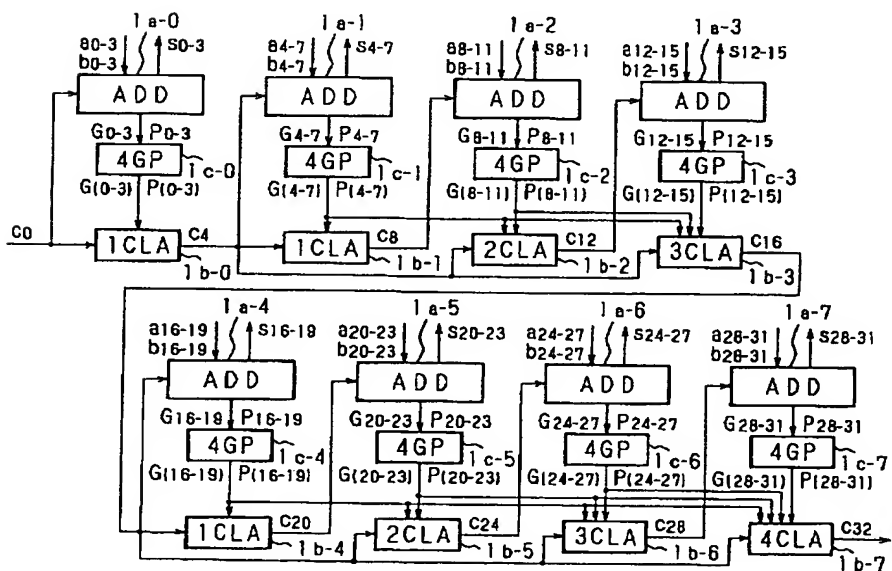 1a-0 1a-1 1a-2 1a-3
a0-3 S0-3 a4-7 S4-7 a8-11 S8-11 a12-15 S12-15
b0-3 b4-7 b8-11 b12-15
ADD ADD ADD ADD
G0-3 P0-3 G4-7 P4-7 G8-11 P8-11 G12-15 P12-15
4GP 4GP 4GP 4GP
1c-0 1c-1 1c-2 1c-3
G(0-3) P(0-3) G(4-7) P(4-7) G(8-11) P(8-11) G(12-15) P(12-15)
C0 1CLA C4 1CLA C8 2CLA C12 3CLA C16
1b-0 1b-1 1b-2 1b-3
1a-4 1a-5 1a-6 1a-7
a16-19 S16-19 a20-23 S20-23 a24-27 S24-27 a28-31 S28-31
b16-19 b20-23 b24-27 b28-31
ADD ADD ADD ADD
G16-19 P16-19 G20-23 P20-23 G24-27 P24-27 G28-31 P28-31
4GP 4GP 4GP 4GP
1c-4 1c-5 1c-6 1c-7
G(16-19) P(16-19) G(20-23) P(20-23) G(24-27) P(24-27) G(28-31) P(28-31)
1CLA C20 2CLA C24 3CLA C28 4CLA C32
1b-4 1b-5 1b-6 1b-7